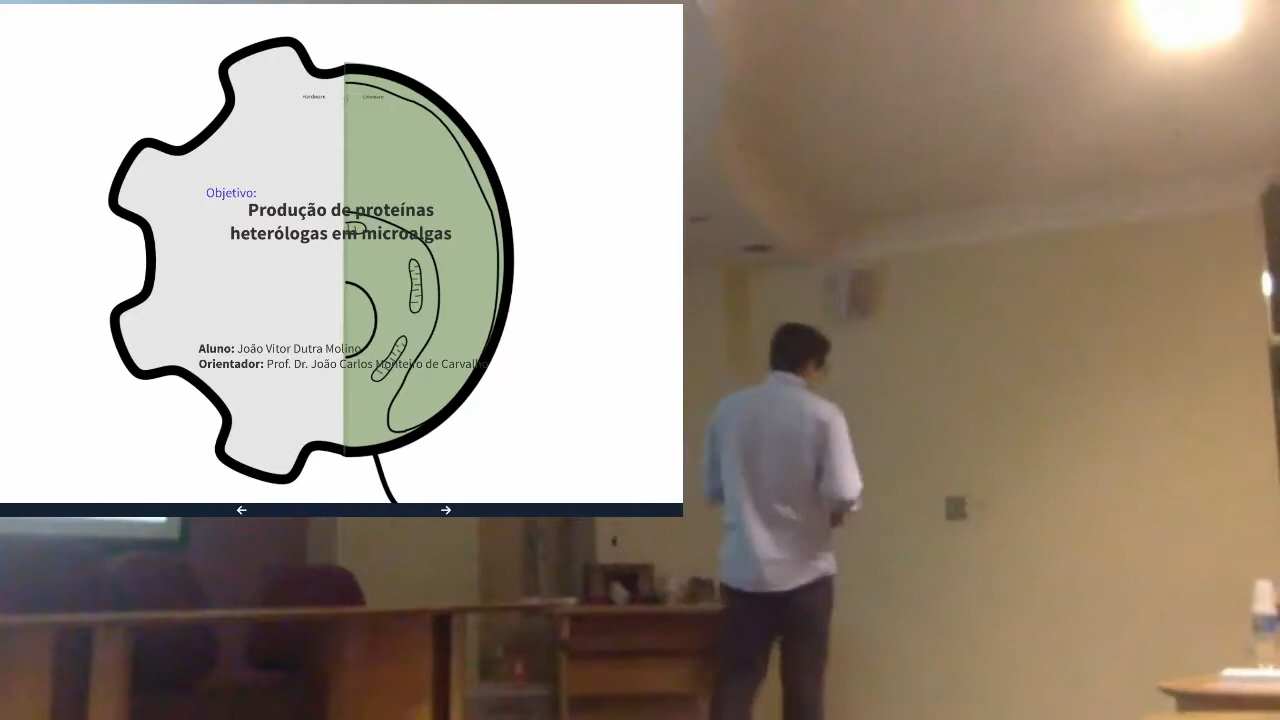 Hardware
Objetivo:
Produção de proteínas
heterólogas em microalgas
Aluno: João Vitor Dutra Molino
Orientador: Prof. Dr. João Carlos Monteiro de Carvalho